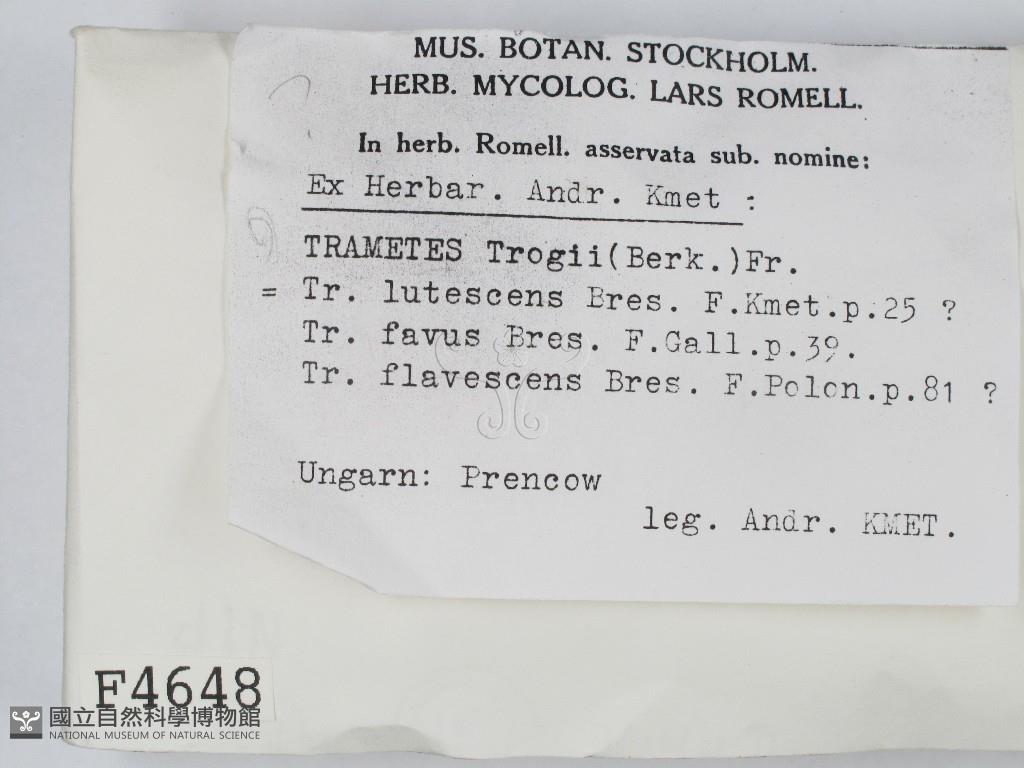 MUS. BOTAN. STOCKHOLM.
HERB. MYCOLOG. LARS ROMELL.
In herb. Romell. asservata sub. nomine:
Ex Herbar. Andr. Kmet :
TRAMETES Trogii(Berk.)Fr.
= Tr. lutescens Bres. F.Kmet.p.25 ?
Tr. favus Bres. F.Gall.p.39.
Tr. flavescens Bres. F.Polon.p.81 ?
Ungarn: Prencow
leg. Andr. KMET.
F4648
國立自然科學博物館
NATIONAL MUSEUM OF NATURAL SCIENCE